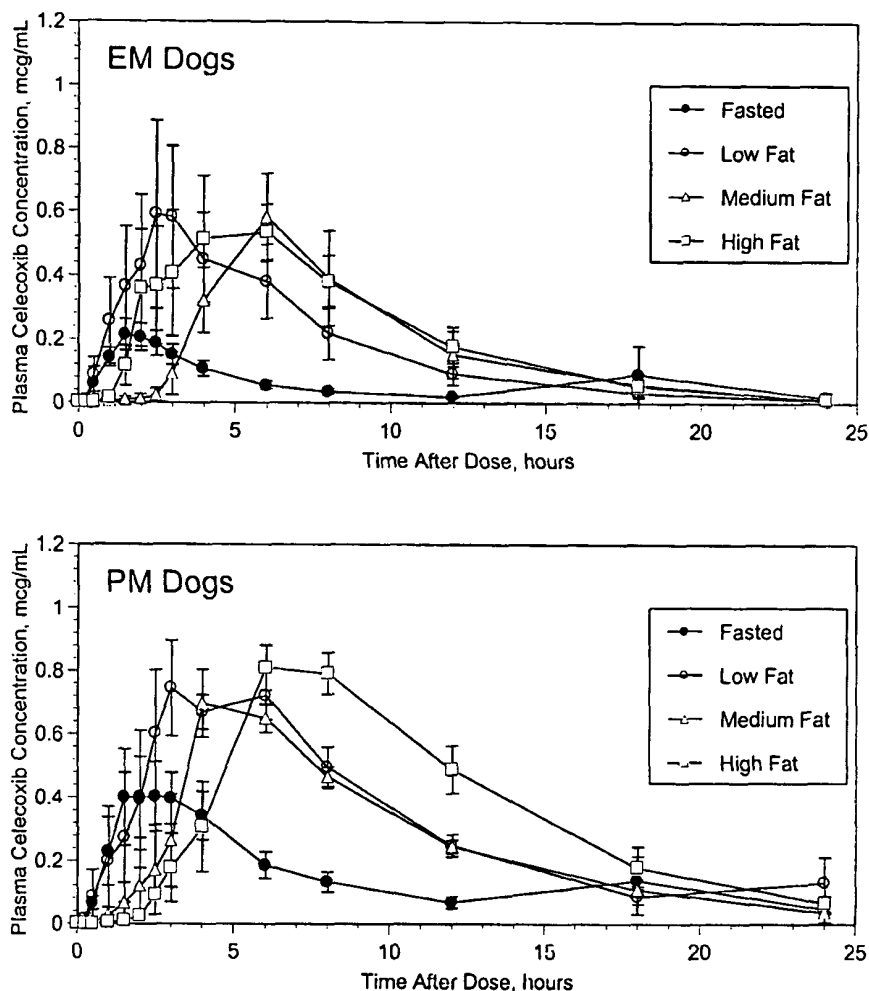 EM Dogs
Plasma Celecoxib Concentration, mcg/mL
1.2
1
0.8
0.6
0.4
0.2
0
Fasted
Low Fat
Medium Fat
High Fat
0 5 10 15 20 25
Time After Dose, hours
PM Dogs
Plasma Celecoxib Concentration, mcg/mL
1.2
1
0.8
0.6
0.4
0.2
0
Fasted
Low Fat
Medium Fat
High Fat
0 5 10 15 20 25
Time After Dose, hours